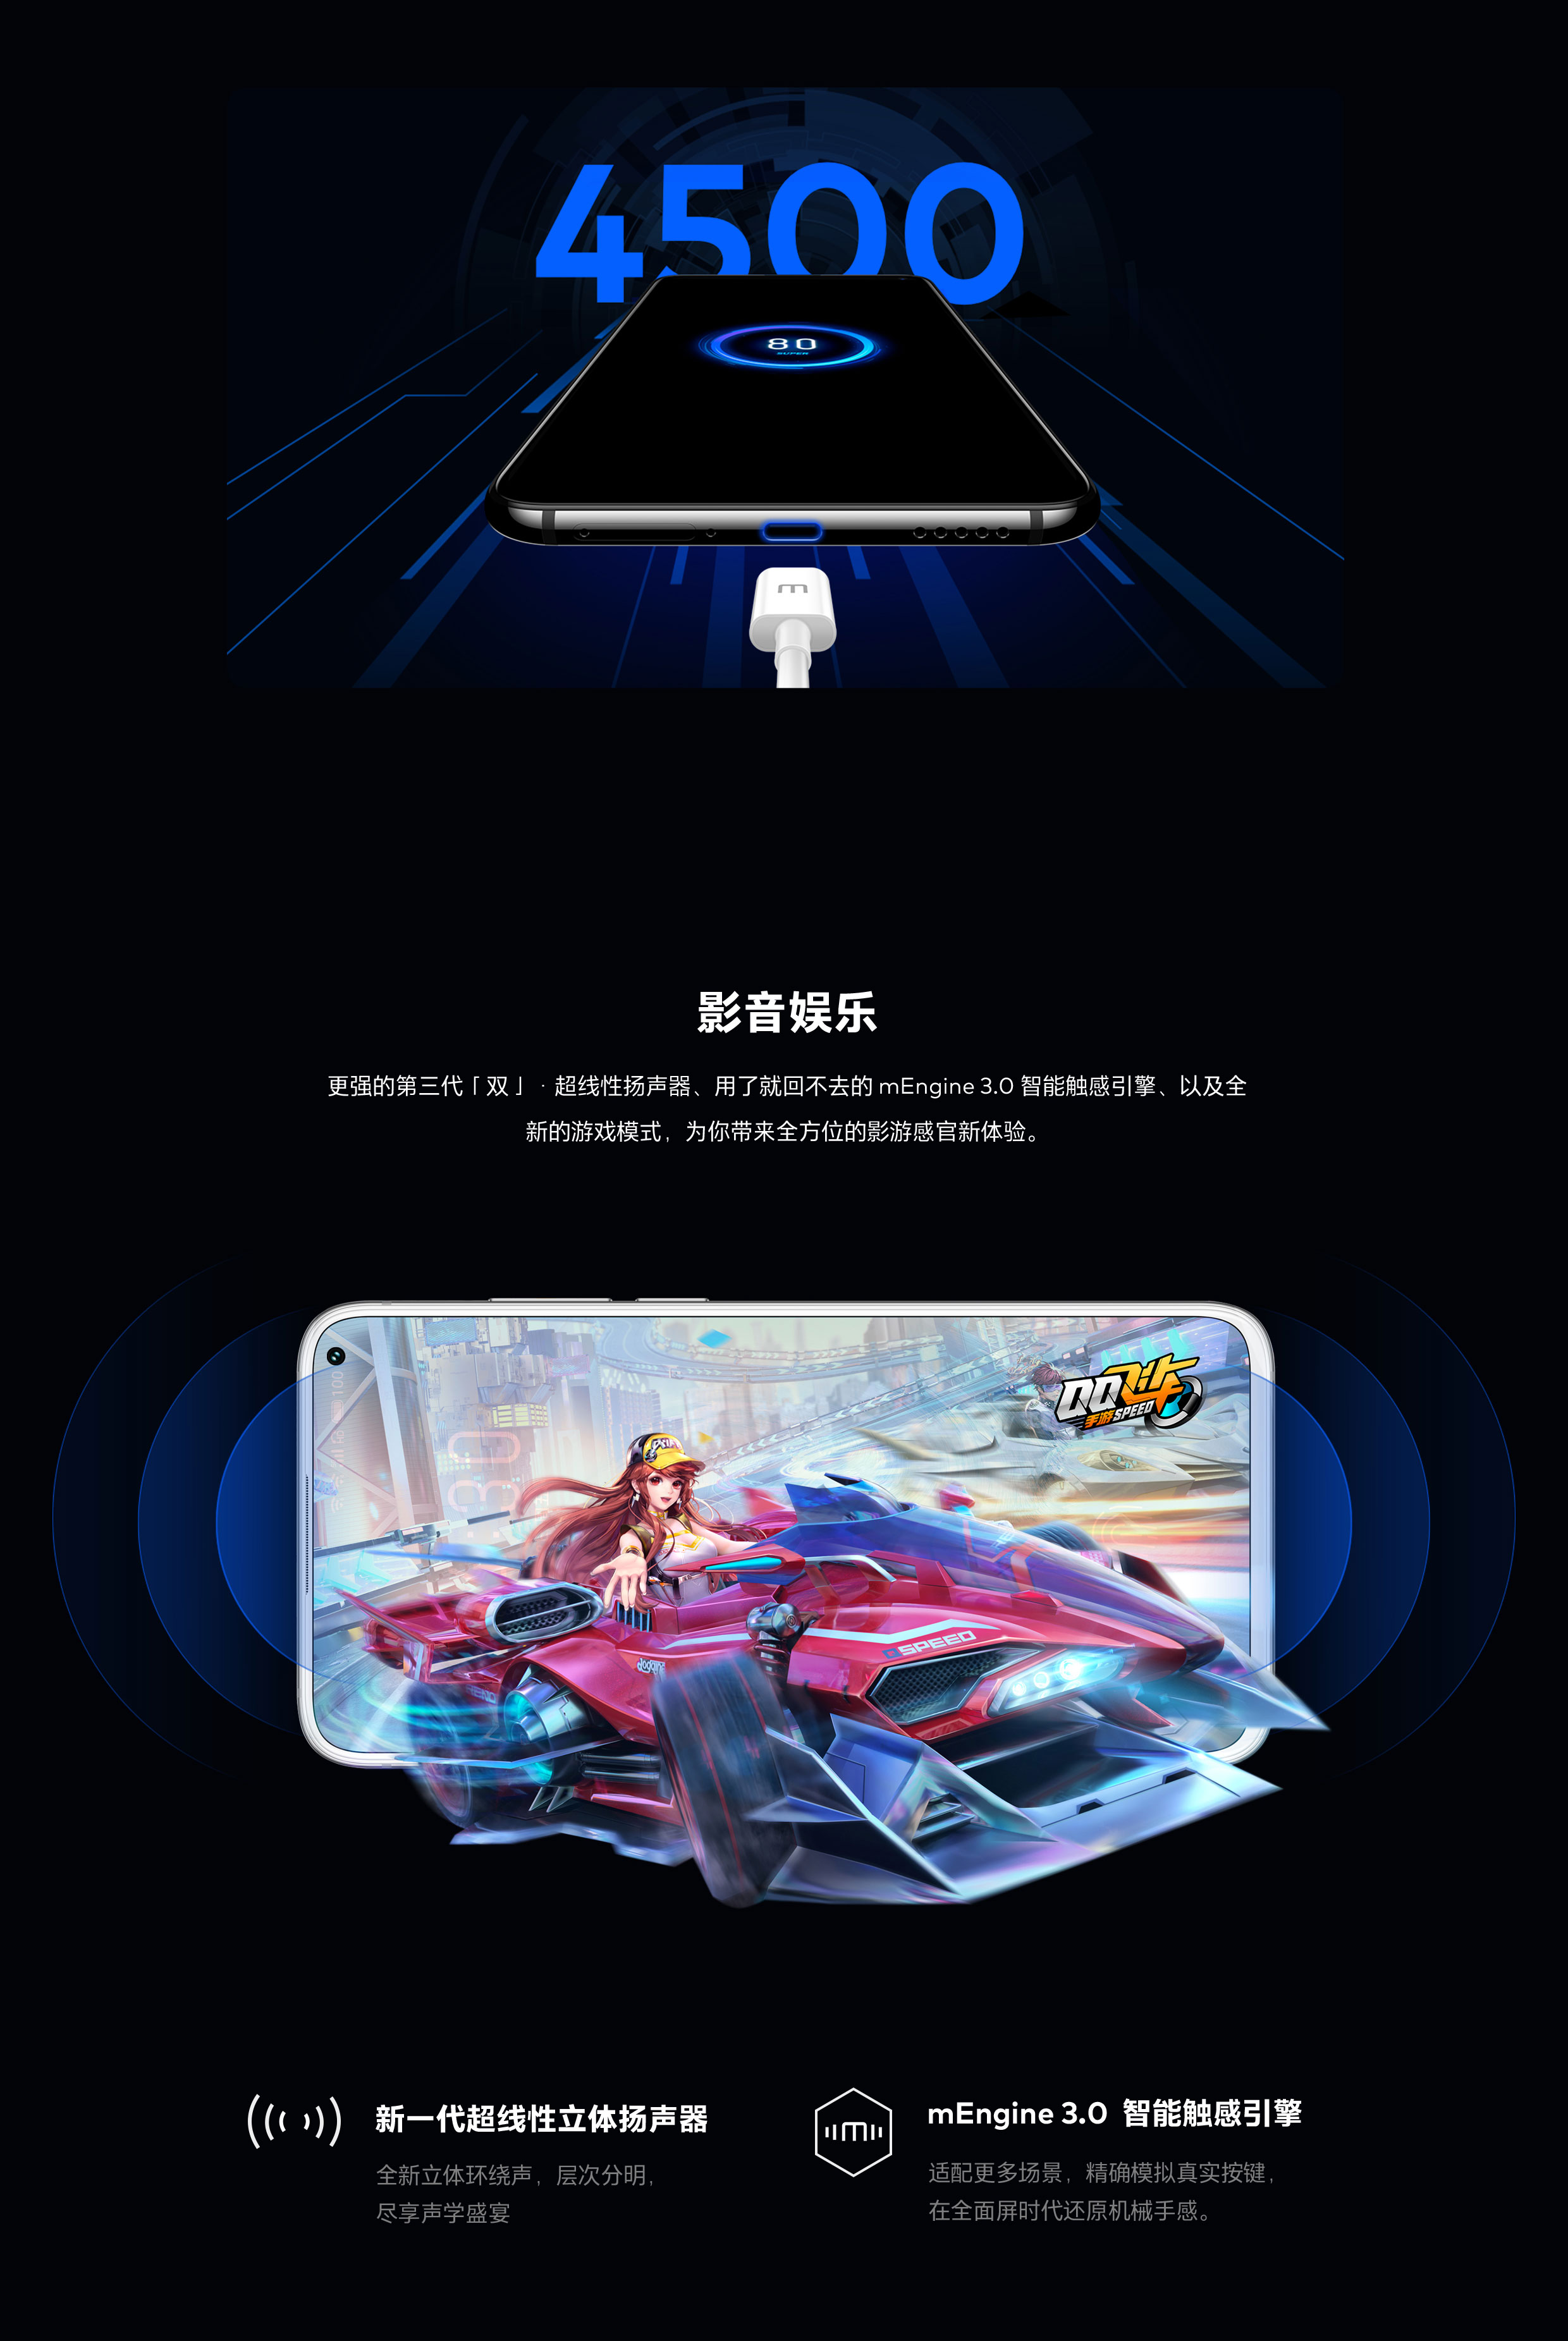 4500
80
SUPER
m
影音娱乐
更强的第三代「双」· 超线性扬声器、用了就回不去的 mEngine 3.0 智能触感引擎、以及全
新的游戏模式，为你带来全方位的影游感官新体验。
QQ飞车
手游SPEED
SPEED
新一代超线性立体扬声器
全新立体环绕声，层次分明，
尽享声学盛宴
mEngine 3.0 智能触感引擎
适配更多场景，精确模拟真实按键，
在全面屏时代还原机械手感。